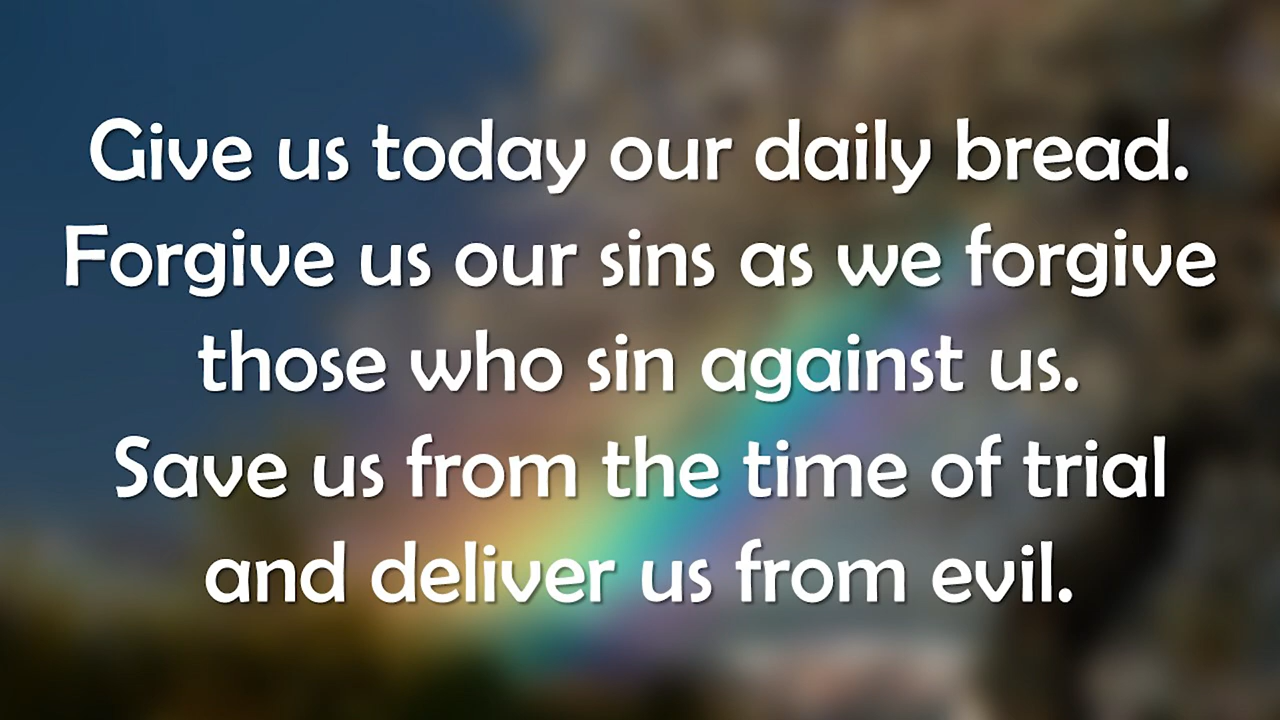 Give us today our daily bread.
Forgive us our sins as we forgive
those who sin against us.
Save us from the time of trial
and deliver us from evil.